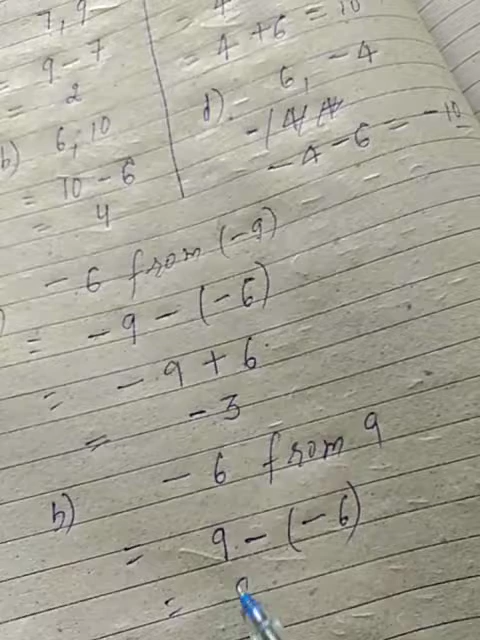 7, 9
= 9 - 7
= 2
b) 6, 10
= 10 - 6
= 4
4
= 4 + 6 = 10
d). 6, - 4
- 4 - 6 = - 10
- 6 from (-9)
) = - 9 - (- 6)
= - 9 + 6
= - 3
h) - 6 from 9
= 9 - (- 6)
=